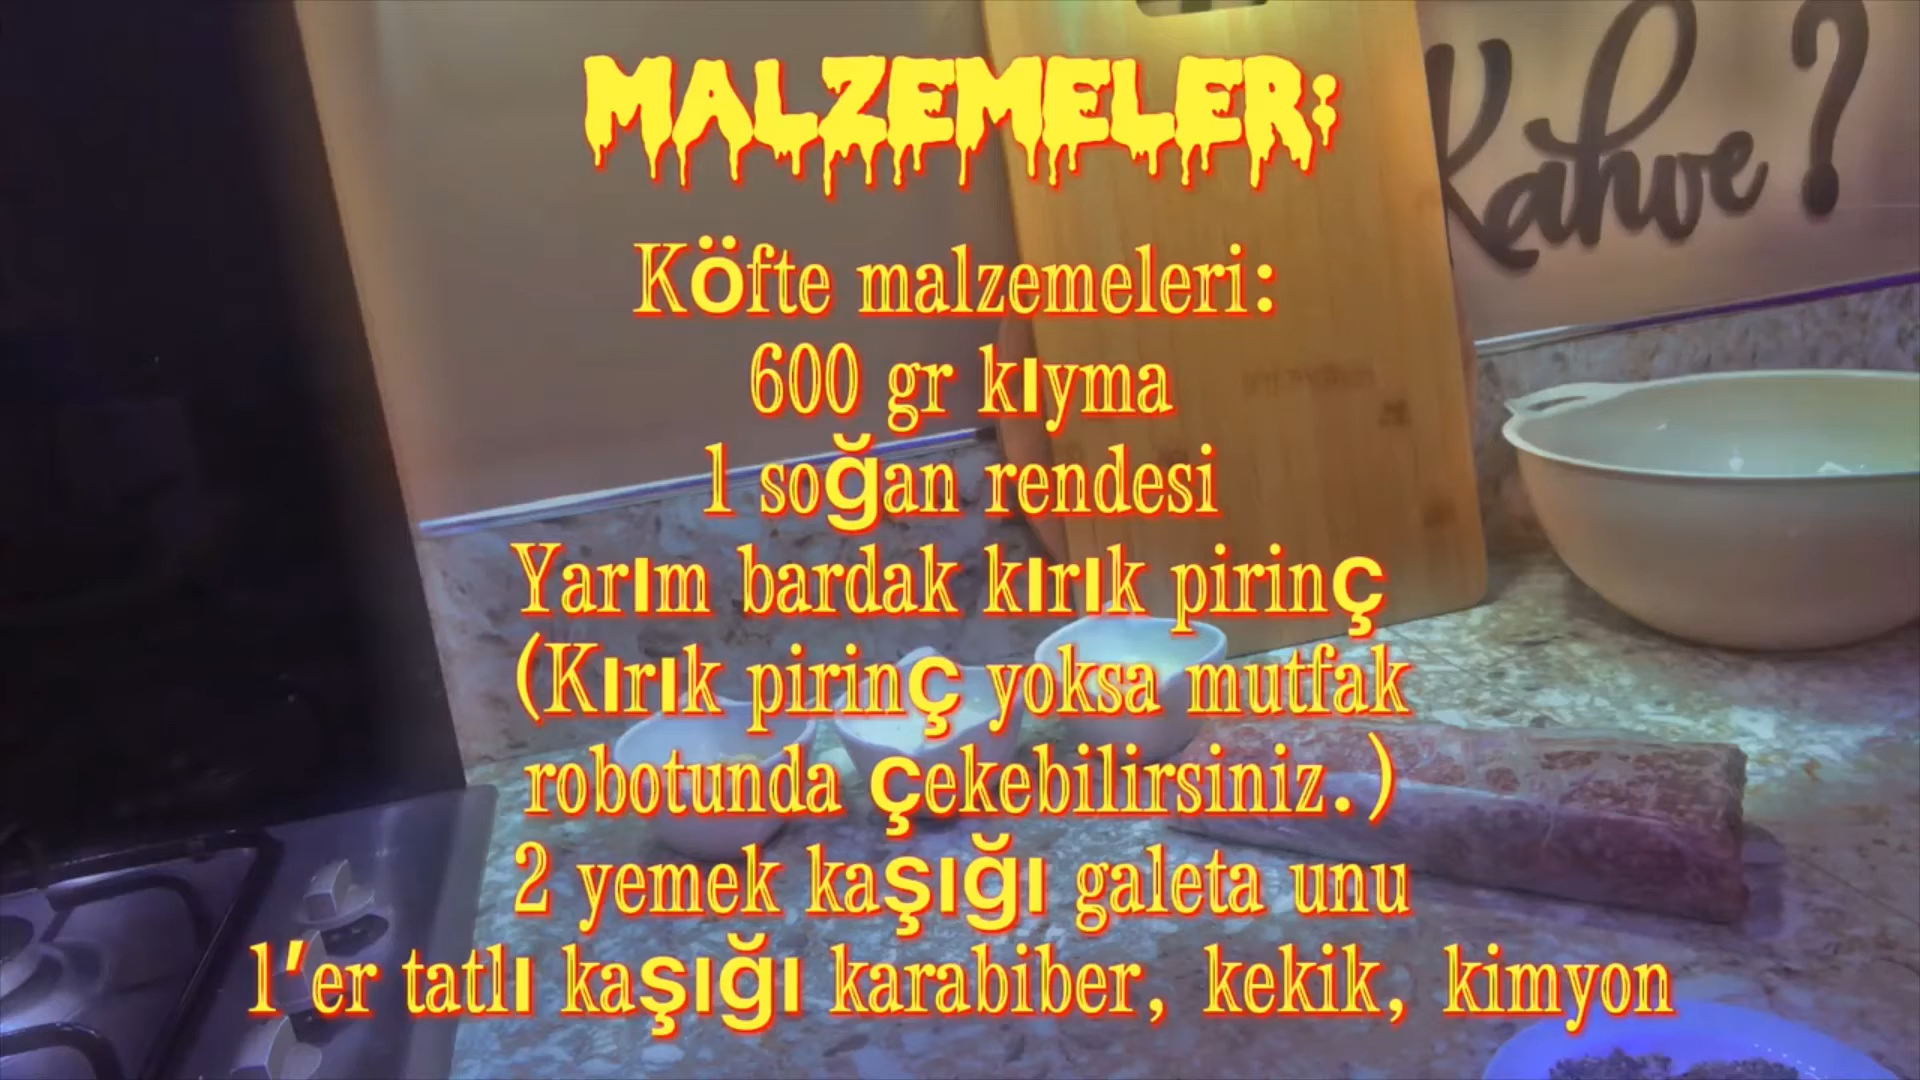 MALZEMELER:
Kahve?
Köfte malzemeleri:
600 gr kıyma
1 soğan rendesi
Yarım bardak kırık pirinç
(Kırık pirinç yoksa mutfak
robotunda çekebilirsiniz.)
2 yemek kaşığı galeta unu
1'er tatlı kaşığı karabiber, kekik, kimyon